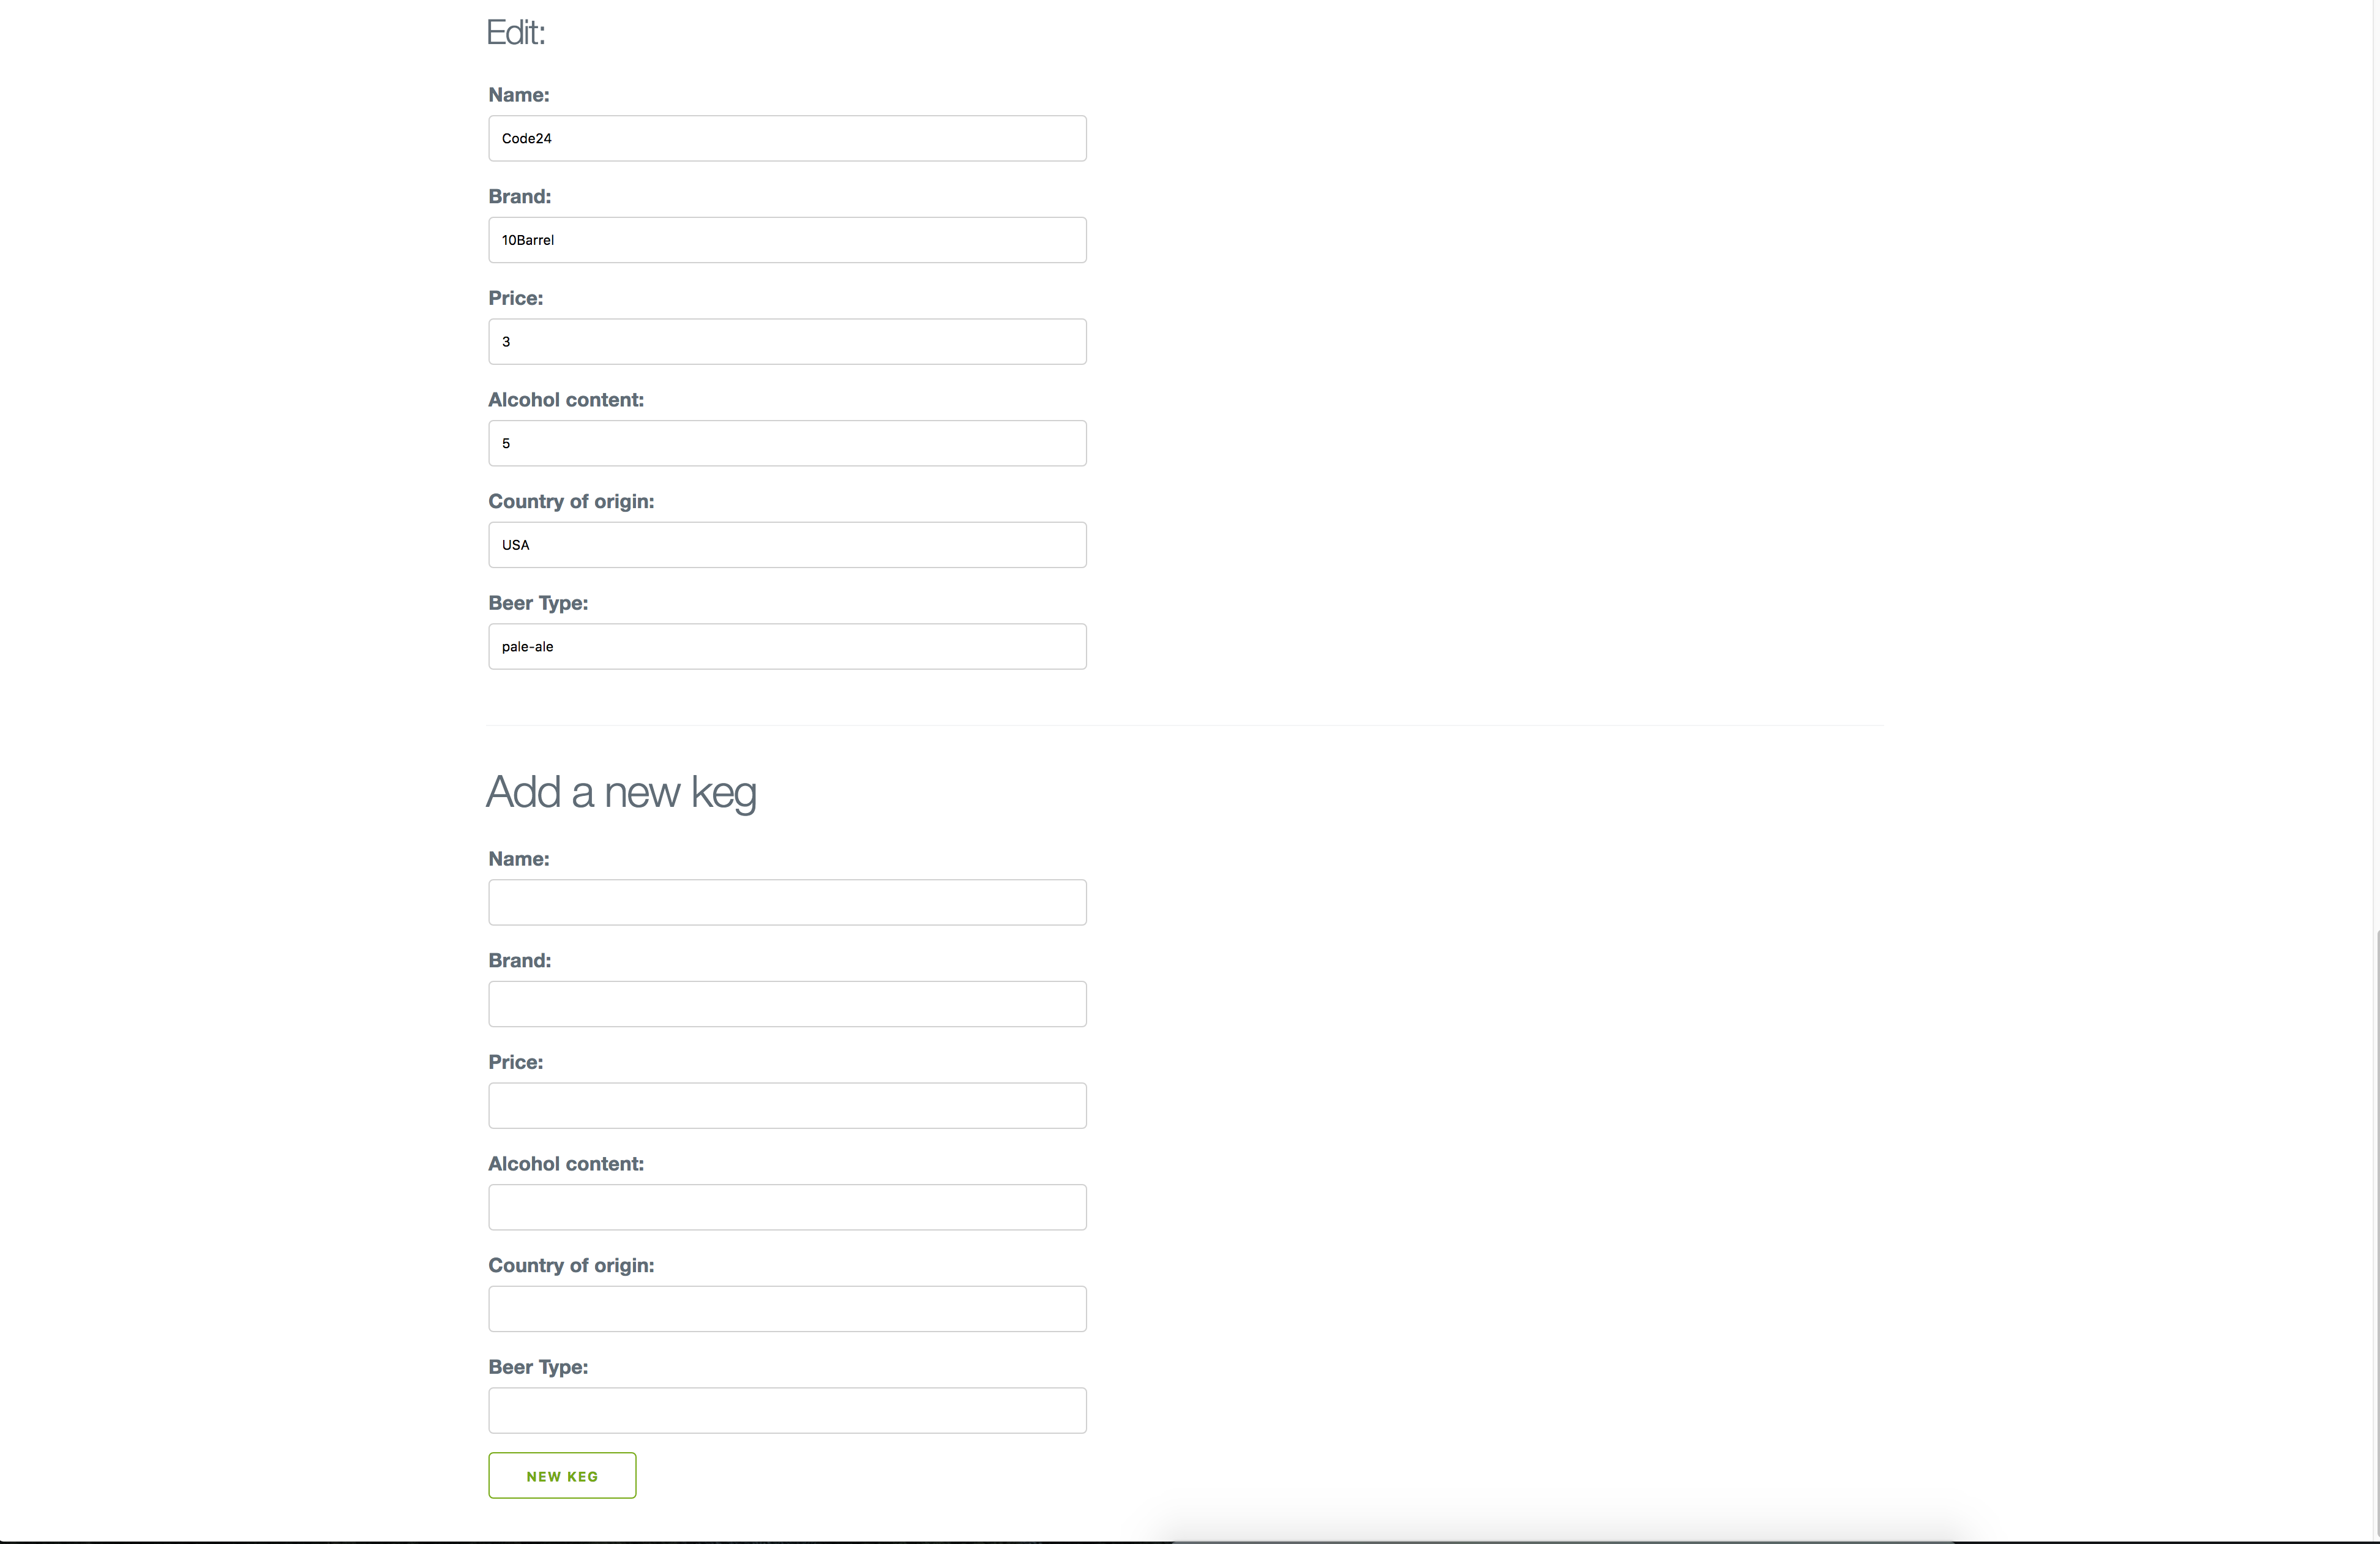 Edit:
Name:
Code24
Brand:
10Barrel
Price:
3
Alcohol content:
5
Country of origin:
USA
Beer Type:
pale-ale
Add a new keg
Name:
Brand:
Price:
Alcohol content:
Country of origin:
Beer Type:
NEW KEG